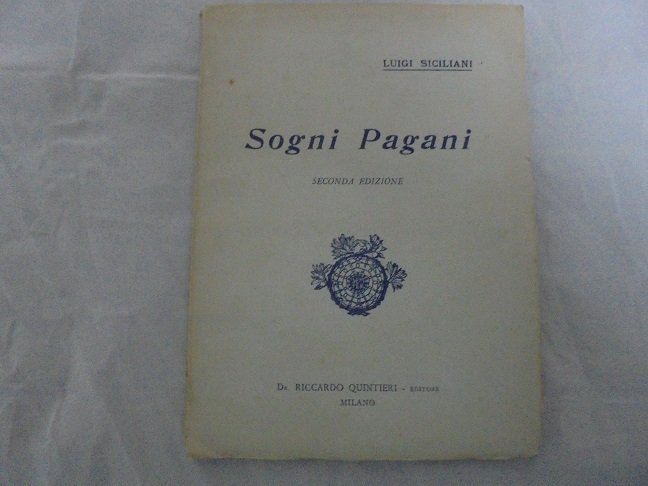 LUIGI SICILIANI
Sogni Pagani
SECONDA EDIZIONE
Dr. RICCARDO QUINTIERI - EDITORE
MILANO